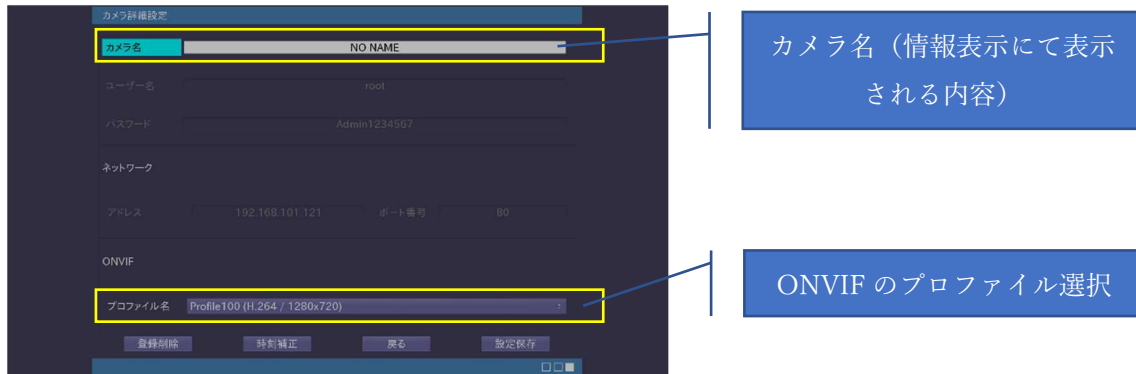 カメラ詳細設定
カメラ名 NO NAME
ユーザー名 root
パスワード Admin1234567
ネットワーク
アドレス 192.168.101.121 ポート番号 80
ONVIF
プロファイル名 Profile100 (H.264 / 1280x720)
登録削除 時刻補正 戻る 設定保存
カメラ名（情報表示にて表示
される内容）
ONVIF のプロファイル選択